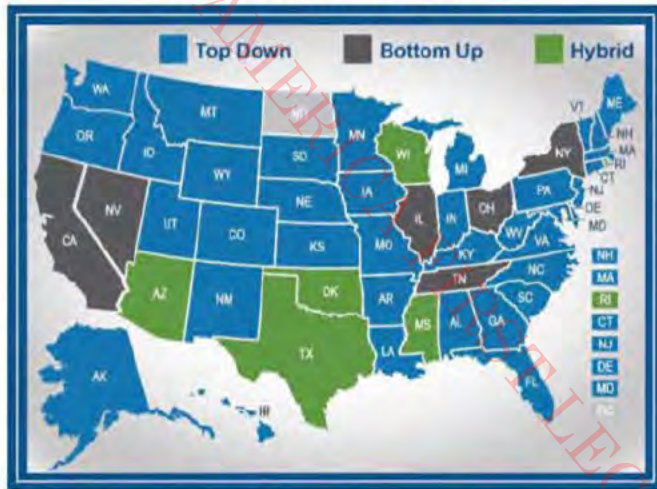 Top Down Bottom Up Hybrid
WA
MT
VT
ME
OR
ID
MN
WI
NH
SD
MI
NY
MA
WY
RI
CT
IA
PA
NJ
NV
NE
IL
IN
OH
DE
UT
CO
MD
CA
KS
MO
KY
WV
VA
NH
NC
MA
TN
AZ
NM
OK
AR
SC
RI
MS
AL
GA
CT
TX
LA
NJ
DE
FL
MD
AK
HI